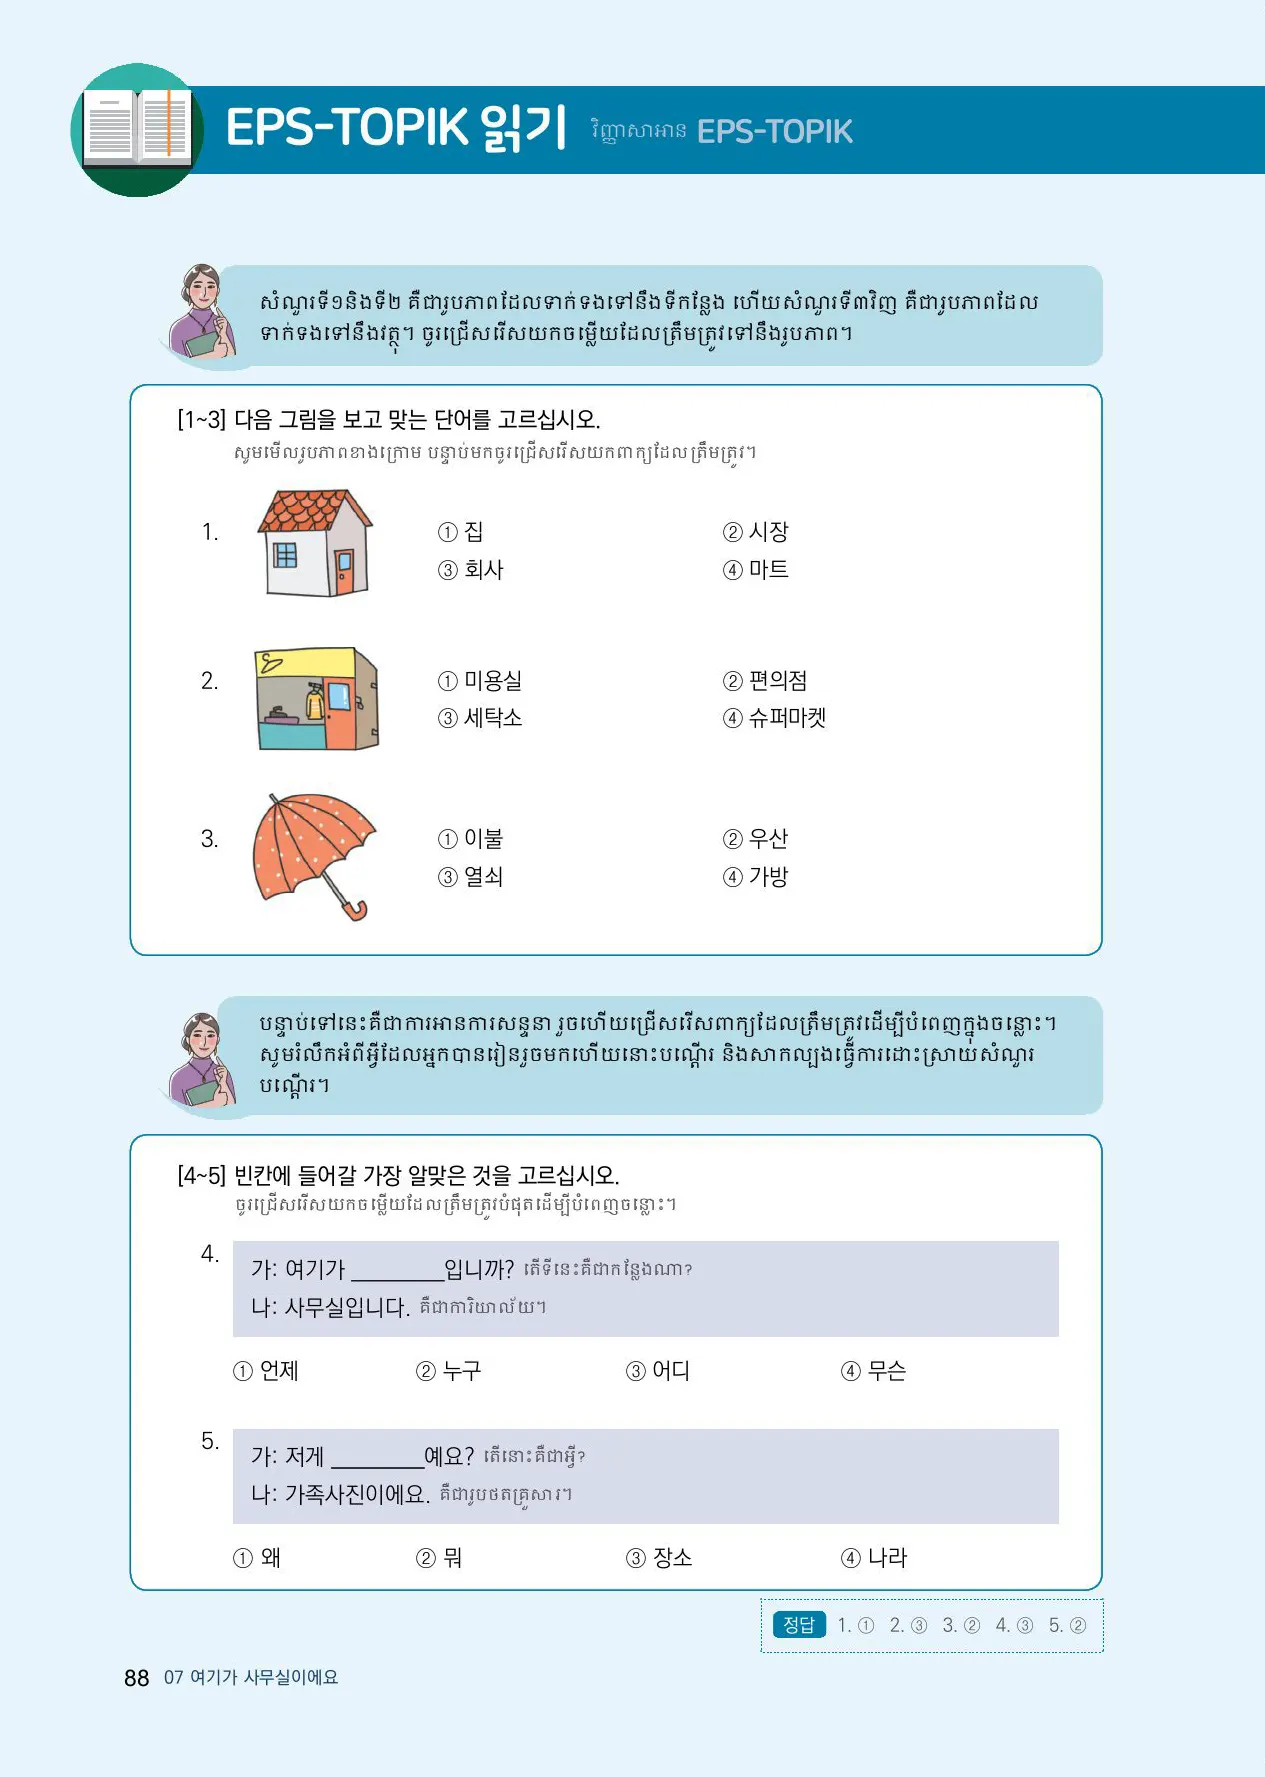 EPS-TOPIK 읽기 វិញ្ញាសាអាន EPS-TOPIK
សំណួរទី១និងទី២ គឺជារូបភាពដែលទាក់ទងទៅនឹងទីកន្លែង ហើយសំណួរទី៣វិញ គឺជារូបភាពដែល
ទាក់ទងទៅនឹងវត្ថុ។ ចូរជ្រើសរើសយកចម្លើយដែលត្រឹមត្រូវទៅនឹងរូបភាព។
[1~3] 다음 그림을 보고 맞는 단어를 고르십시오.
សូមមើលរូបភាពខាងក្រោម បន្ទាប់មកចូរជ្រើសរើសយកពាក្យដែលត្រឹមត្រូវ។
1.
① 집 ② 시장
③ 회사 ④ 마트
2.
① 미용실 ② 편의점
③ 세탁소 ④ 슈퍼마켓
3.
① 이불 ② 우산
③ 열쇠 ④ 가방
បន្ទាប់ទៅនេះគឺជាការអានការសន្ទនា រួចហើយជ្រើសរើសពាក្យដែលត្រឹមត្រូវដើម្បីបំពេញក្នុងចន្លោះ។
សូមរំលឹកអំពីអ្វីដែលអ្នកបានរៀនរួចមកហើយនោះបណ្តើរ និងសាកល្បងធ្វើការដោះស្រាយសំណួរ
បណ្តើរ។
[4~5] 빈칸에 들어갈 가장 알맞은 것을 고르십시오.
ចូរជ្រើសរើសយកចម្លើយដែលត្រឹមត្រូវបំផុតដើម្បីបំពេញចន្លោះ។
4.
가: 여기가 ________입니까? តើទីនេះគឺជាកន្លែងណា?
나: 사무실입니다. គឺជាការិយាល័យ។
① 언제 ② 누구 ③ 어디 ④ 무슨
5.
가: 저게 ________예요? តើនោះគឺជាអ្វី?
나: 가족사진이에요. គឺជារូបថតគ្រួសារ។
① 왜 ② 뭐 ③ 장소 ④ 나라
정답 1. ① 2. ③ 3. ② 4. ③ 5. ②
88 07 여기가 사무실이에요